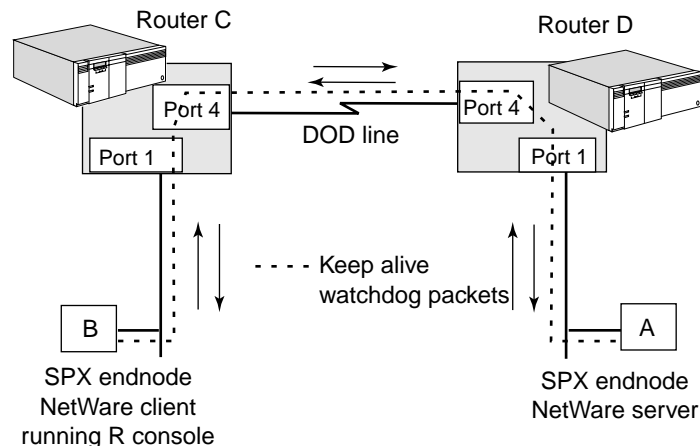 Router C
Router D
Port 4
Port 4
DOD line
Port 1
Port 1
Keep alive
watchdog packets
B
A
SPX endnode
NetWare client
running R console
SPX endnode
NetWare server